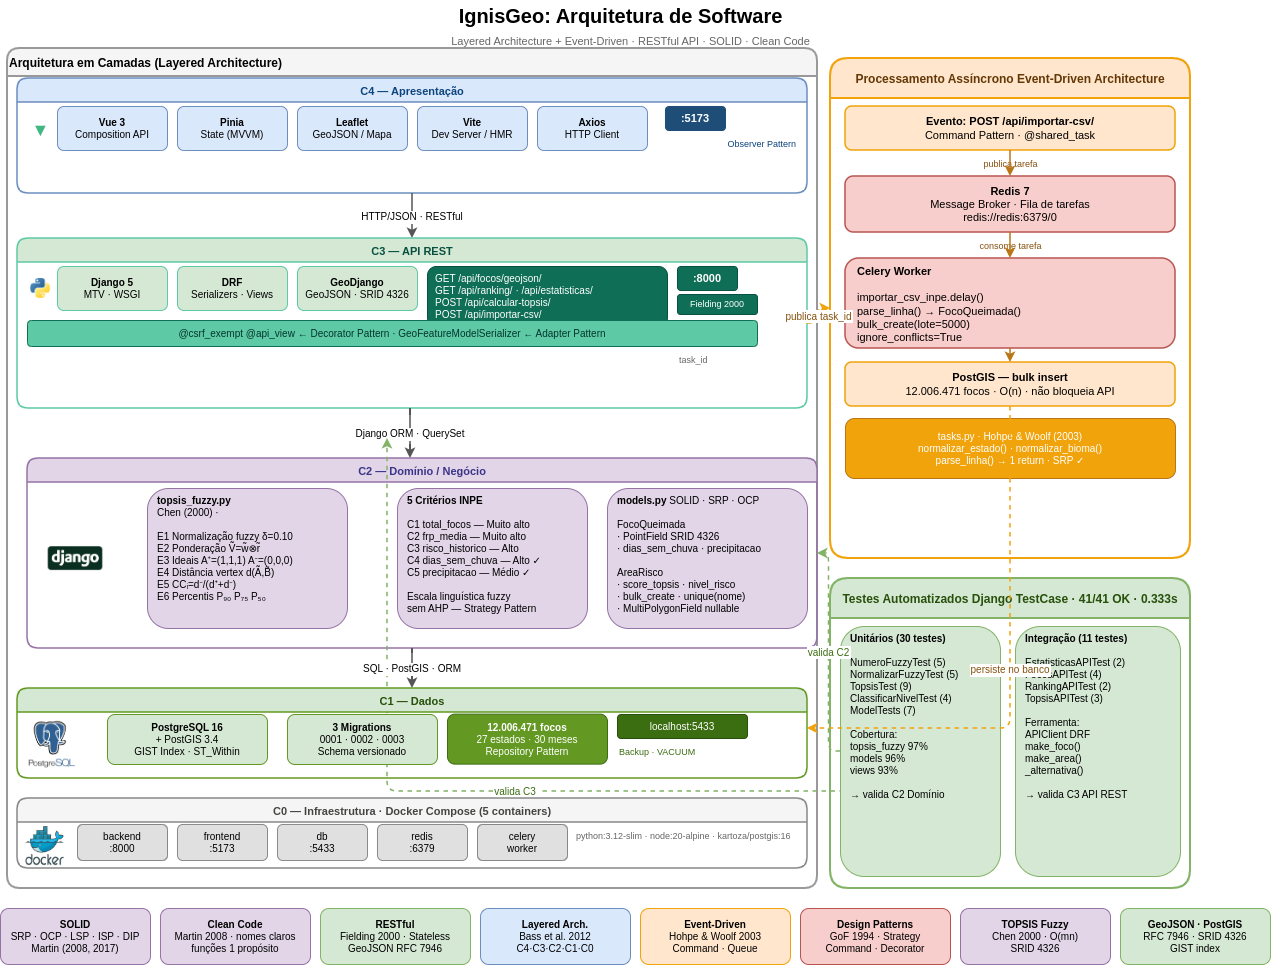 IgnisGeo: Arquitetura de Software
Layered Architecture + Event-Driven · RESTful API · SOLID · Clean Code
Arquitetura em Camadas (Layered Architecture)
C4 — Apresentação
Vue 3
Composition API
Pinia
State (MVVM)
Leaflet
GeoJSON / Mapa
Vite
Dev Server / HMR
Axios
HTTP Client
:5173
Observer Pattern
HTTP/JSON · RESTful
C3 — API REST
Django 5
MTV · WSGI
DRF
Serializers · Views
GeoDjango
GeoJSON · SRID 4326
GET /api/focos/geojson/
GET /api/ranking/ · /api/estatisticas/
POST /api/calcular-topsis/
POST /api/importar-csv/
:8000
Fielding 2000
@csrf_exempt @api_view ← Decorator Pattern · GeoFeatureModelSerializer ← Adapter Pattern
task_id
publica task_id
Django ORM · QuerySet
C2 — Domínio / Negócio
django
topsis_fuzzy.py
Chen (2000) ·
E1 Normalização fuzzy δ=0.10
E2 Ponderação Ṽ=w̃⊗r̃
E3 Ideais A⁺=(1,1,1) A⁻=(0,0,0)
E4 Distância vertex d(Ã,B̃)
E5 CCᵢ=d⁻/(d⁺+d⁻)
E6 Percentis P₉₀ P₇₅ P₅₀
5 Critérios INPE
C1 total_focos — Muito alto
C2 frp_media — Muito alto
C3 risco_historico — Alto
C4 dias_sem_chuva — Alto ✓
C5 precipitacao — Médio ✓
Escala linguística fuzzy
sem AHP — Strategy Pattern
models.py SOLID · SRP · OCP
FocoQueimada
· PointField SRID 4326
· dias_sem_chuva · precipitacao
AreaRisco
· score_topsis · nivel_risco
· bulk_create · unique(nome)
· MultiPolygonField nullable
valida C2
SQL · PostGIS · ORM
C1 — Dados
PostgreSQL
PostgreSQL 16
+ PostGIS 3.4
GIST Index · ST_Within
3 Migrations
0001 · 0002 · 0003
Schema versionado
12.006.471 focos
27 estados · 30 meses
Repository Pattern
localhost:5433
Backup · VACUUM
valida C3
C0 — Infraestrutura · Docker Compose (5 containers)
docker
backend
:8000
frontend
:5173
db
:5433
redis
:6379
celery
worker
python:3.12-slim · node:20-alpine · kartoza/postgis:16
Processamento Assíncrono Event-Driven Architecture
Evento: POST /api/importar-csv/
Command Pattern · @shared_task
publica tarefa
Redis 7
Message Broker · Fila de tarefas
redis://redis:6379/0
consome tarefa
Celery Worker
importar_csv_inpe.delay()
parse_linha() → FocoQueimada()
bulk_create(lote=5000)
ignore_conflicts=True
PostGIS — bulk insert
12.006.471 focos · O(n) · não bloqueia API
tasks.py · Hohpe & Woolf (2003)
normalizar_estado() · normalizar_bioma()
parse_linha() → 1 return · SRP ✓
Testes Automatizados Django TestCase · 41/41 OK · 0.333s
Unitários (30 testes)
NumeroFuzzyTest (5)
NormalizarFuzzyTest (5)
TopsisTest (9)
ClassificarNivelTest (4)
ModelTests (7)
Cobertura:
topsis_fuzzy 97%
models 96%
views 93%
→ valida C2 Domínio
persiste no banco
Integração (11 testes)
EstatisticasAPITest (2)
FocosAPITest (4)
RankingAPITest (2)
TopsisAPITest (3)
Ferramenta:
APIClient DRF
make_foco()
make_area()
_alternativa()
→ valida C3 API REST
SOLID
SRP · OCP · LSP · ISP · DIP
Martin (2008, 2017)
Clean Code
Martin 2008 · nomes claros
funções 1 propósito
RESTful
Fielding 2000 · Stateless
GeoJSON RFC 7946
Layered Arch.
Bass et al. 2012
C4·C3·C2·C1·C0
Event-Driven
Hohpe & Woolf 2003
Command · Queue
Design Patterns
GoF 1994 · Strategy
Command · Decorator
TOPSIS Fuzzy
Chen 2000 · O(mn)
SRID 4326
GeoJSON · PostGIS
RFC 7946 · SRID 4326
GIST index